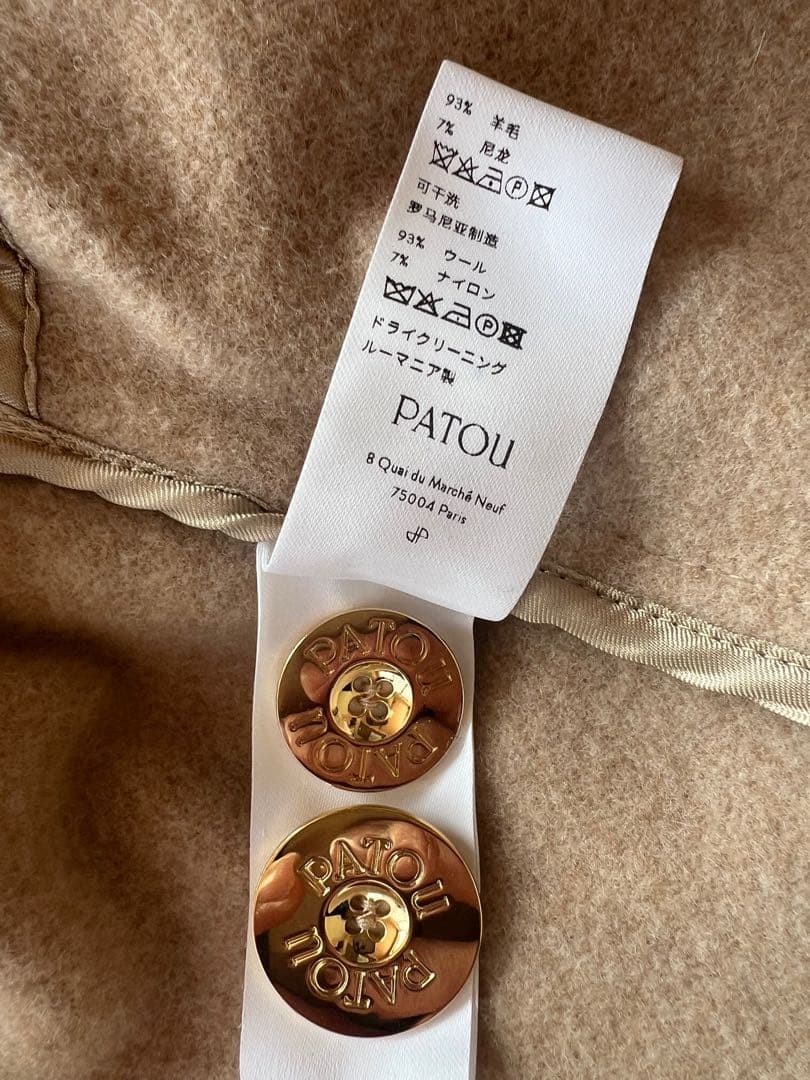 93% 羊毛
7% 尼龙
P
可干洗
罗马尼亚制造
93% ウール
7% ナイロン
P
ドライクリーニング
ルーマニア製
PATOU
8 Quai du Marché Neuf
75004 Paris
JP
PATOU
PATOU
PATOU
PATOU